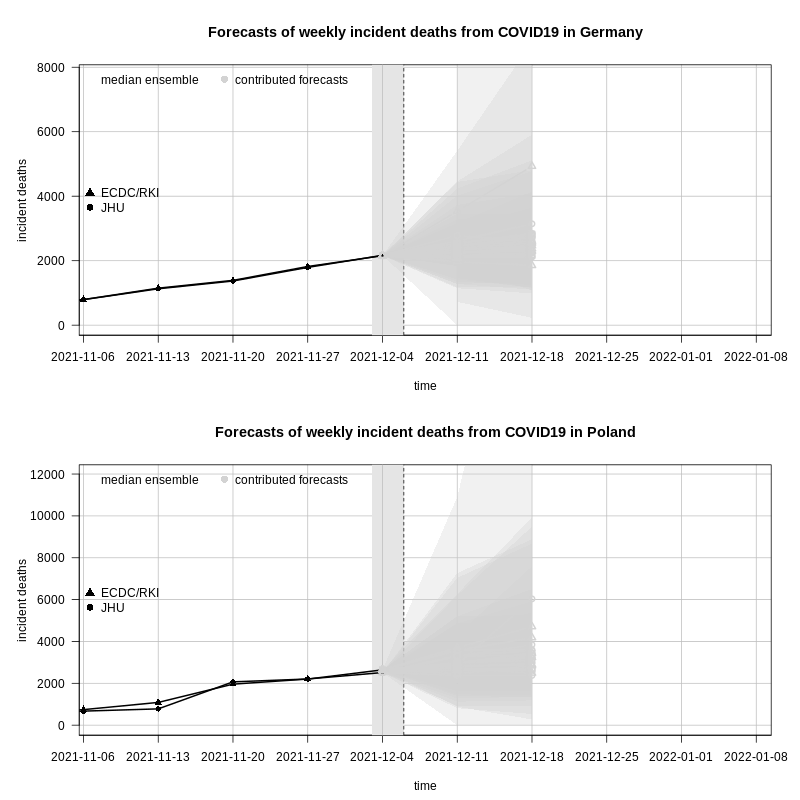 Forecasts of weekly incident deaths from COVID19 in Germany
8000
median ensemble contributed forecasts
6000
4000
ECDC/RKI
JHU
incident deaths
2000
0
2021-11-06 2021-11-13 2021-11-20 2021-11-27 2021-12-04 2021-12-11 2021-12-18 2021-12-25 2022-01-01 2022-01-08
time
Forecasts of weekly incident deaths from COVID19 in Poland
12000
median ensemble contributed forecasts
10000
8000
6000
ECDC/RKI
JHU
incident deaths
4000
2000
0
2021-11-06 2021-11-13 2021-11-20 2021-11-27 2021-12-04 2021-12-11 2021-12-18 2021-12-25 2022-01-01 2022-01-08
time